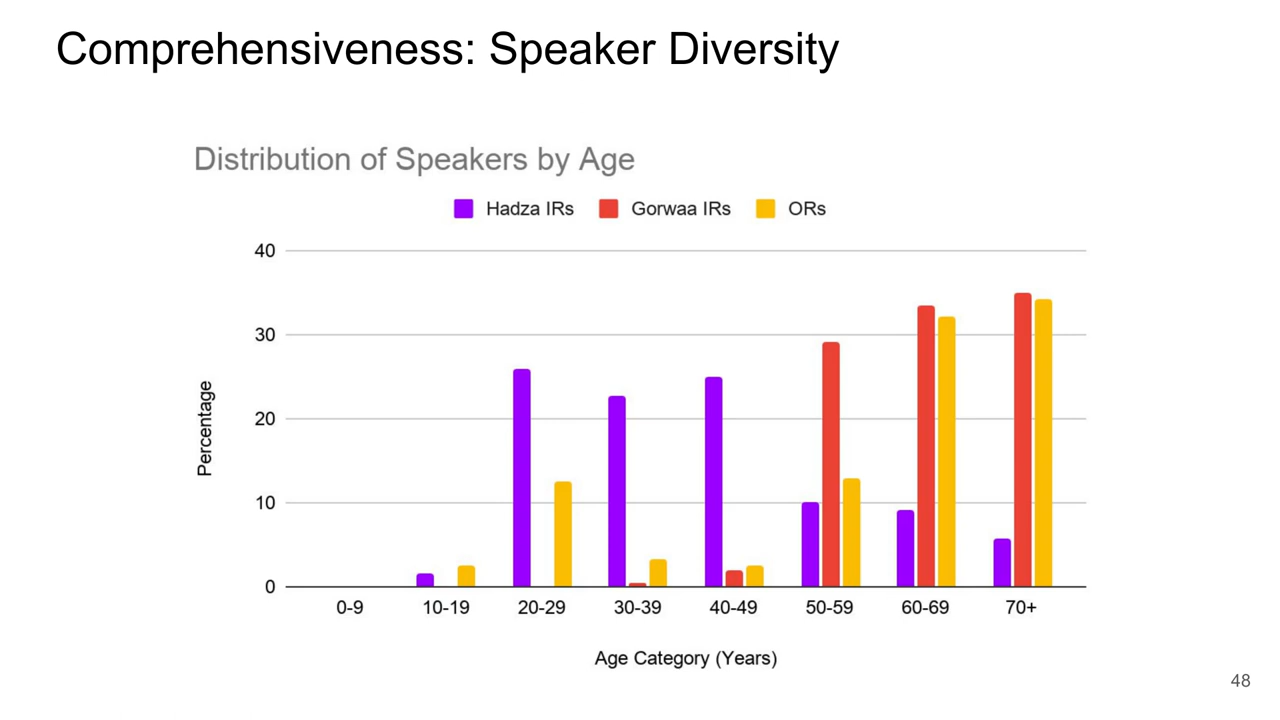 Comprehensiveness: Speaker Diversity
Distribution of Speakers by Age
Hadza IRs Gorwaa IRs ORs
40
30
20
10
0
Percentage
0-9 10-19 20-29 30-39 40-49 50-59 60-69 70+
Age Category (Years)
48